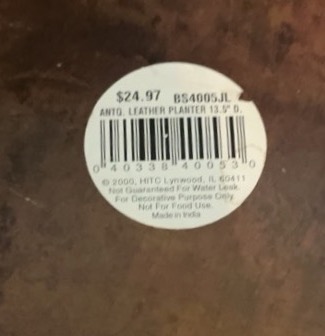 $24.97 BS4005JL
ANTQ. LEATHER PLANTER 13.5" D.
0 40338 40053 0
© 2000, HITC Lynwood, IL 60411
Not Guaranteed For Water Leak.
For Decorative Purpose Only.
Not For Food Use.
Made in India